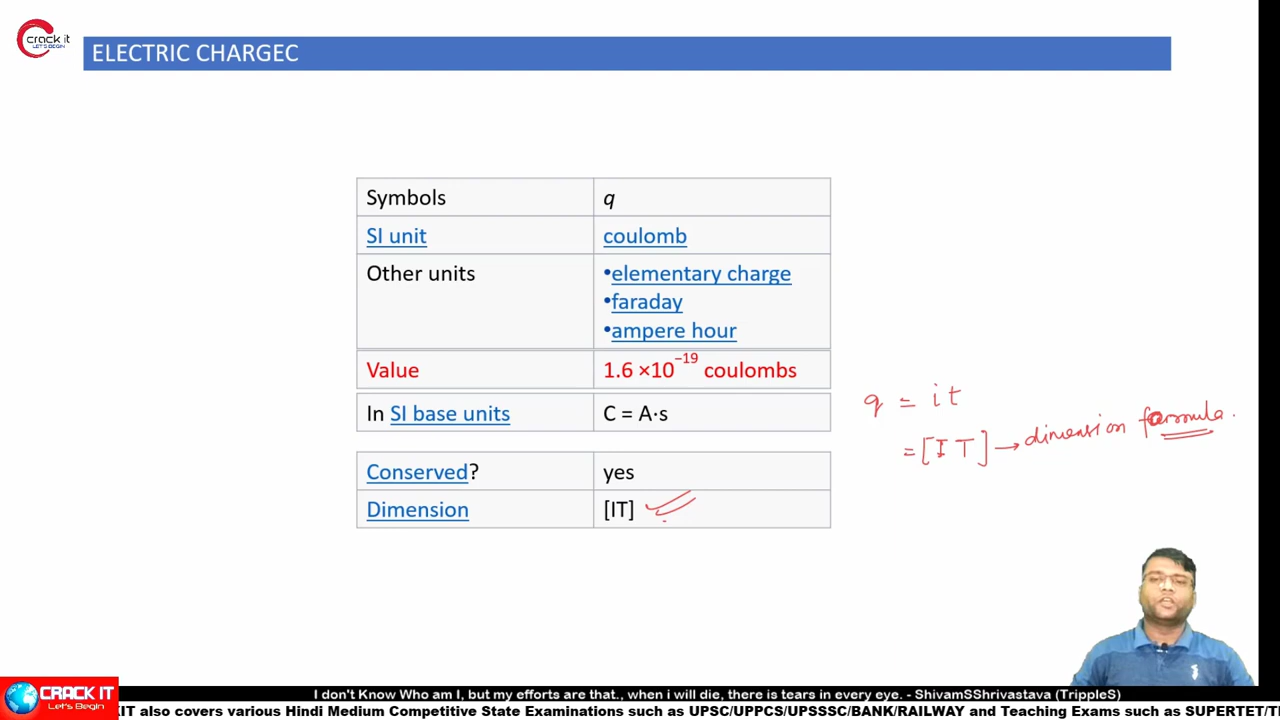 crack it
LET'S BEGIN
ELECTRIC CHARGEC
Symbols q
SI unit coulomb
Other units •elementary charge
•faraday
•ampere hour
Value 1.6 ×10⁻¹⁹ coulombs
In SI base units C = A·s
q = it
= [IT] → dimension formula.
Conserved? yes
Dimension [IT]
CRACK IT
Let's Begin
I don't Know Who am I, but my efforts are that., when i will die, there is tears in every eye. - ShivamSShrivastava (TrippleS)
KIT also covers various Hindi Medium Competitive State Examinations such as UPSC/UPPCS/UPSSSC/BANK/RAILWAY and Teaching Exams such as SUPERTET/T